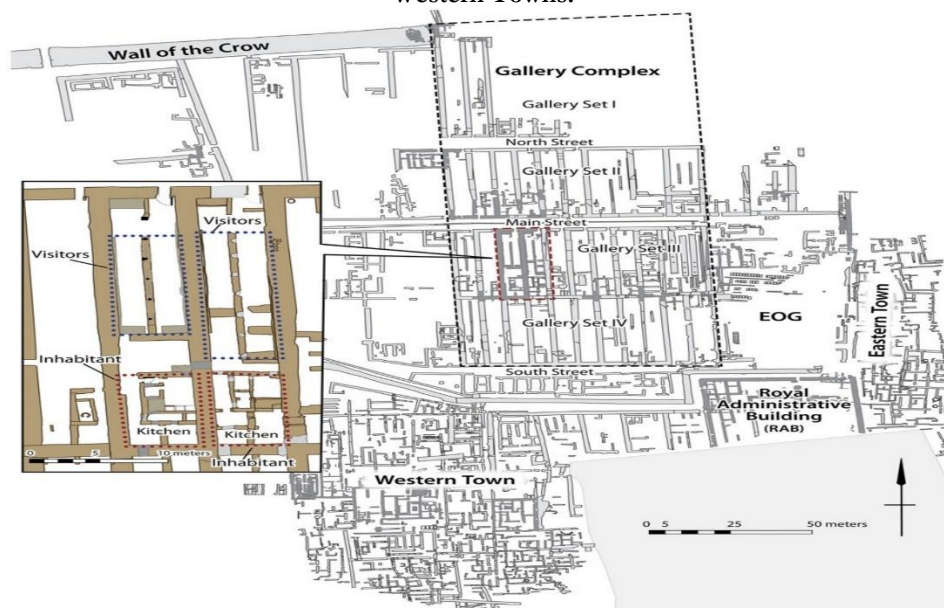 Western Towns.
Wall of the Crow
Gallery Complex
Gallery Set I
North Street
Gallery Set II
Main Street
Gallery Set III
Gallery Set IV
South Street
EOG
Eastern Town
Royal
Administrative
Building
(RAB)
Western Town
Visitors
Visitors
Inhabitant
Kitchen
Kitchen
Inhabitant
0 5 10 meters
0 5 25 50 meters